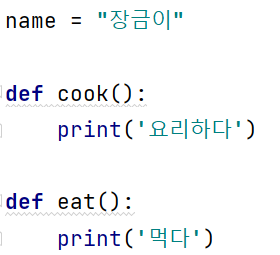 name = "장금이"
def cook():
    print('요리하다')
def eat():
    print('먹다')